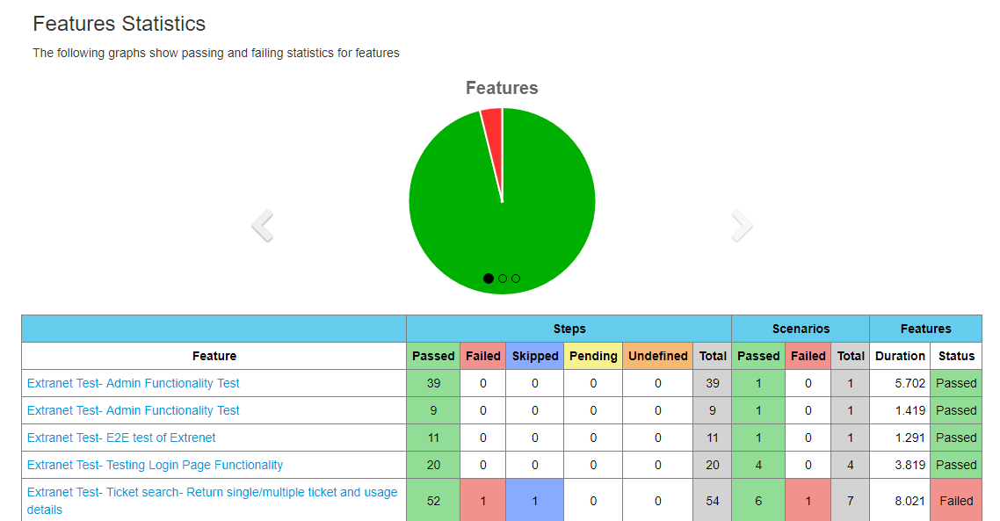 Features Statistics
The following graphs show passing and failing statistics for features
Features
Steps Scenarios Features
Feature Passed Failed Skipped Pending Undefined Total Passed Failed Total Duration Status
Extranet Test- Admin Functionality Test 39 0 0 0 0 39 1 0 1 5.702 Passed
Extranet Test- Admin Functionality Test 9 0 0 0 0 9 1 0 1 1.419 Passed
Extranet Test- E2E test of Extrenet 11 0 0 0 0 11 1 0 1 1.291 Passed
Extranet Test- Testing Login Page Functionality 20 0 0 0 0 20 4 0 4 3.819 Passed
Extranet Test- Ticket search- Return single/multiple ticket and usage
details 52 1 1 0 0 54 6 1 7 8.021 Failed